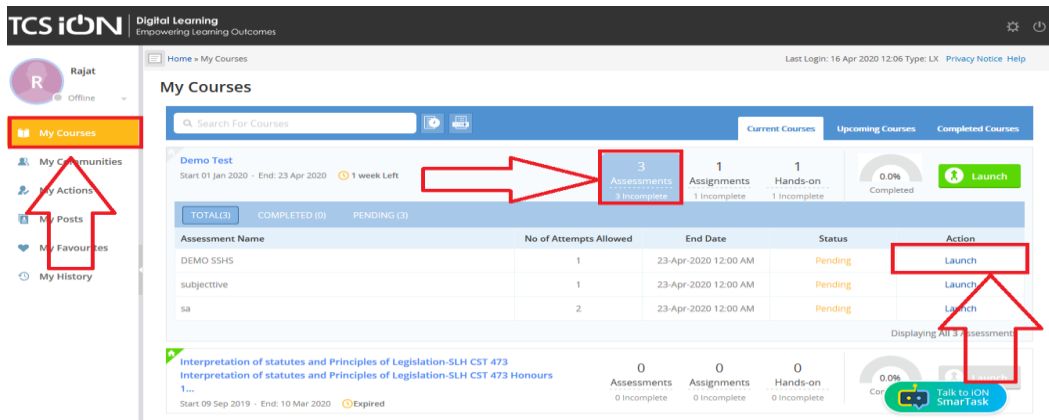 TCS iON Digital Learning
Empowering Learning Outcomes
Home » My Courses
Last Login: 16 Apr 2020 12:06 Type: LX Privacy Notice Help
R
Rajat
Offline
My Courses
My Communities
My Actions
My Posts
My Favourites
My History
My Courses
Search For Courses
Current Courses Upcoming Courses Completed Courses
Demo Test
Start 01 Jan 2020 - End: 23 Apr 2020 1 week Left
3 Assessments 3 Incomplete
1 Assignments 1 Incomplete
1 Hands-on 1 Incomplete
0.0% Completed
Launch
TOTAL(3) COMPLETED (0) PENDING (3)
Assessment Name No of Attempts Allowed End Date Status Action
DEMO SSHS 1 23-Apr-2020 12:00 AM Pending Launch
subjecttive 1 23-Apr-2020 12:00 AM Pending Launch
sa 2 23-Apr-2020 12:00 AM Pending Launch
Displaying All 3 Assessments
Interpretation of statutes and Principles of Legislation-SLH CST 473
Interpretation of statutes and Principles of Legislation-SLH CST 473 Honours
1...
Start 09 Sep 2019 - End: 10 Mar 2020 Expired
0 Assessments 0 Incomplete
0 Assignments 0 Incomplete
0 Hands-on 0 Incomplete
0.0%
Launch
Talk to iON
SmarTask